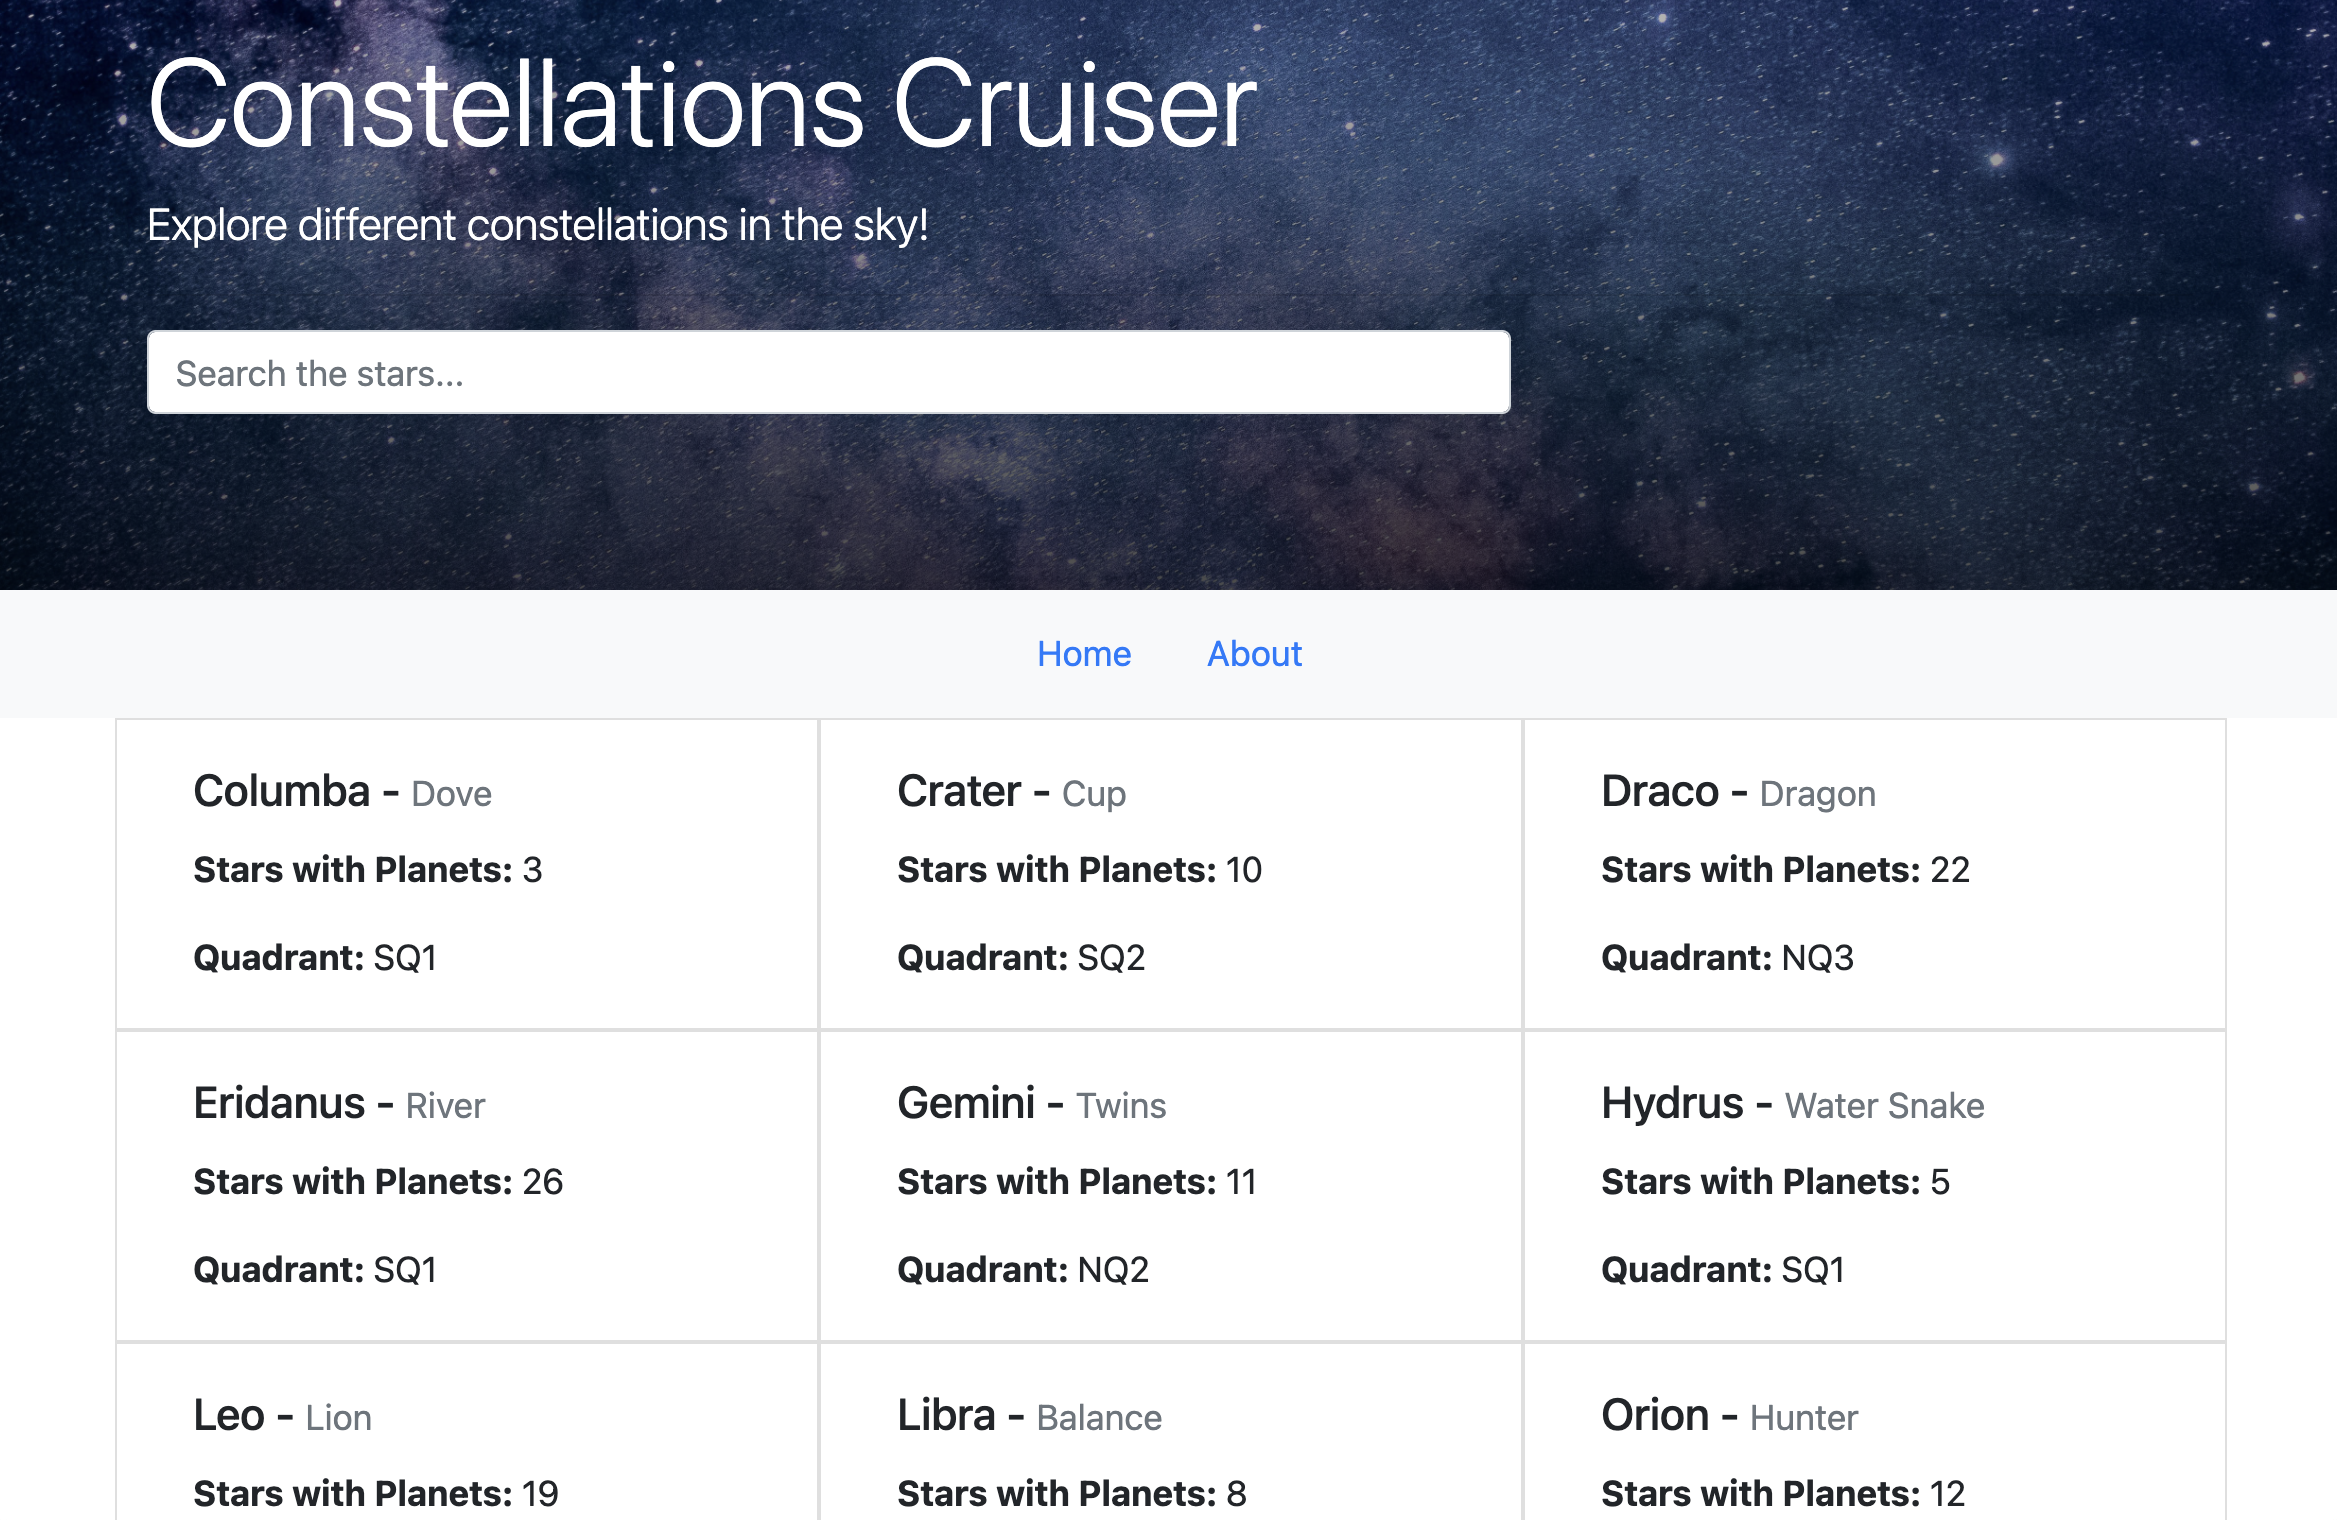 Constellations Cruiser
Explore different constellations in the sky!
Search the stars...
Home About
Columba - Dove
Stars with Planets: 3
Quadrant: SQ1
Crater - Cup
Stars with Planets: 10
Quadrant: SQ2
Draco - Dragon
Stars with Planets: 22
Quadrant: NQ3
Eridanus - River
Stars with Planets: 26
Quadrant: SQ1
Gemini - Twins
Stars with Planets: 11
Quadrant: NQ2
Hydrus - Water Snake
Stars with Planets: 5
Quadrant: SQ1
Leo - Lion
Stars with Planets: 19
Libra - Balance
Stars with Planets: 8
Orion - Hunter
Stars with Planets: 12